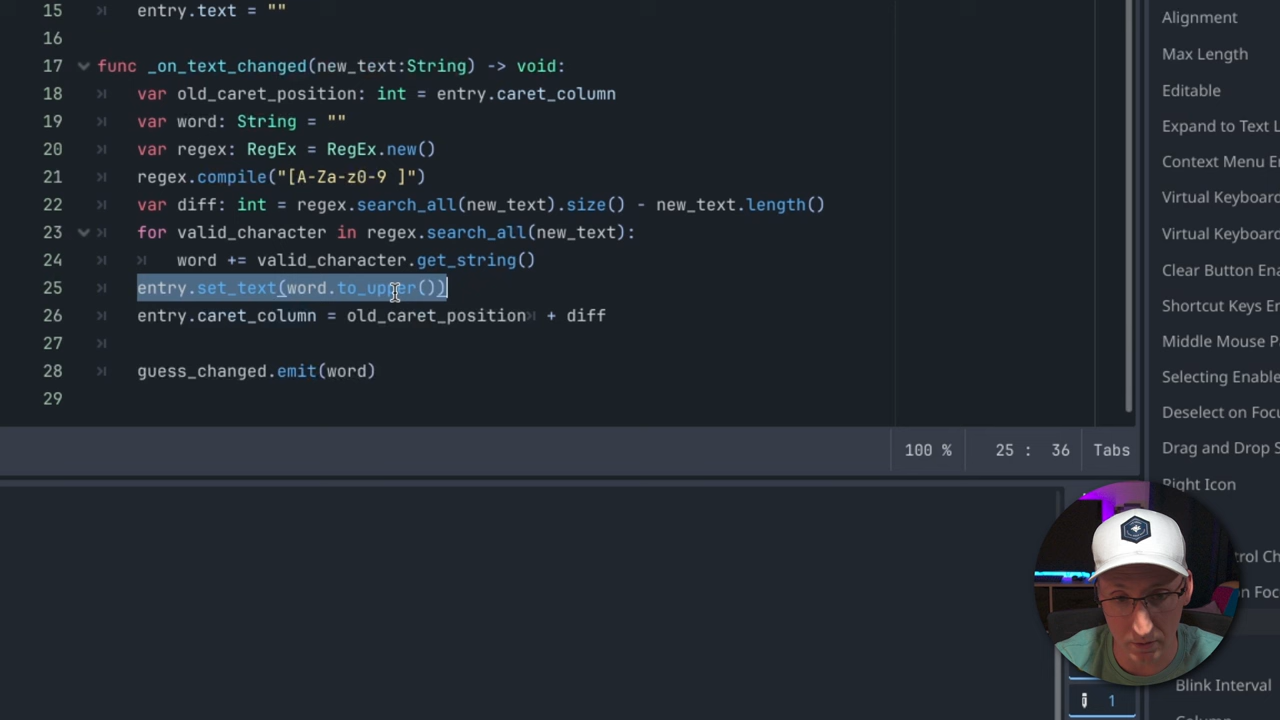 15 entry.text = ""
16
17 func _on_text_changed(new_text:String) -> void:
18 var old_caret_position: int = entry.caret_column
19 var word: String = ""
20 var regex: RegEx = RegEx.new()
21 regex.compile("[A-Za-z0-9 ]")
22 var diff: int = regex.search_all(new_text).size() - new_text.length()
23 for valid_character in regex.search_all(new_text):
24 word += valid_character.get_string()
25 entry.set_text(word.to_upper())
26 entry.caret_column = old_caret_position + diff
27
28 guess_changed.emit(word)
29
100 % 25 : 36 Tabs
1
Alignment
Max Length
Editable
Expand to Text L
Context Menu E
Virtual Keyboar
Virtual Keyboard
Clear Button En
Shortcut Keys E
Middle Mouse P
Selecting Enable
Deselect on Focu
Drag and Drop S
Right Icon
trol Ch
n Foc
Blink Interval